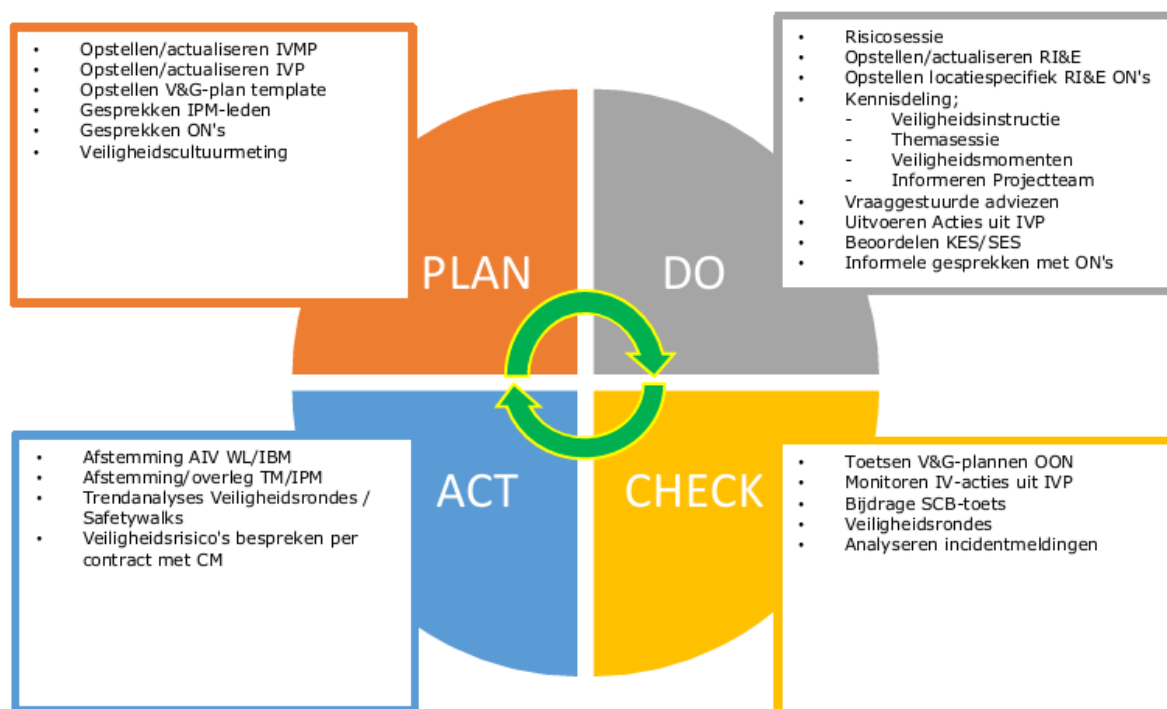 • Opstellen/actualiseren IVMP
• Opstellen/actualiseren IVP
• Opstellen V&G-plan template
• Gesprekken IPM-leden
• Gesprekken ON's
• Veiligheidscultuurmeting
• Risicosessie
• Opstellen/actualiseren RI&E
• Opstellen locatiespecifiek RI&E ON's
• Kennisdeling;
- Veiligheidsinstructie
- Themasessie
- Veiligheidsmomenten
- Informeren Projectteam
• Vraaggestuurde adviezen
• Uitvoeren Acties uit IVP
• Beoordelen KES/SES
• Informele gesprekken met ON's
PLAN
DO
ACT
CHECK
• Afstemming AIV WL/IBM
• Afstemming/overleg TM/IPM
• Trendanalyses Veiligheidsrondes /
Safetywalks
• Veiligheidsrisico's bespreken per
contract met CM
• Toetsen V&G-plannen OON
• Monitoren IV-acties uit IVP
• Bijdrage SCB-toets
• Veiligheidsrondes
• Analyseren incidentmeldingen